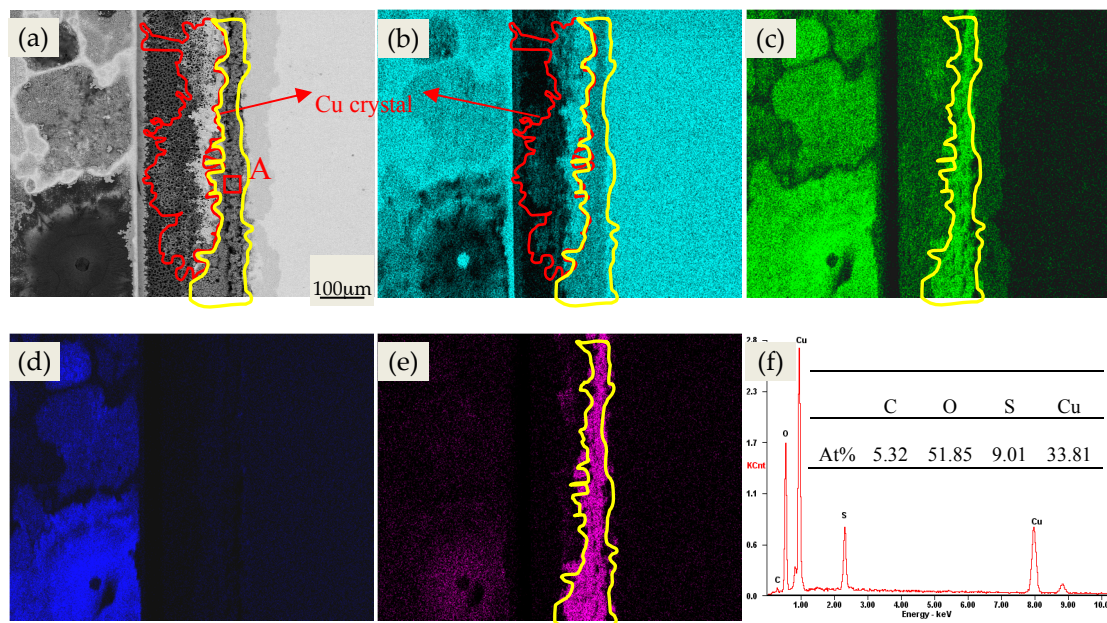 (a)
(b)
(c)
Cu crystal
A
100μm
(d)
(e)
(f)
2.8
2.3
1.7
KCnt
1.1
0.6
0.0
Cu
O
S
Cu
C
C O S Cu
At% 5.32 51.85 9.01 33.81
1.00 2.00 3.00 4.00 5.00 6.00 7.00 8.00 9.00 10.0
Energy - keV